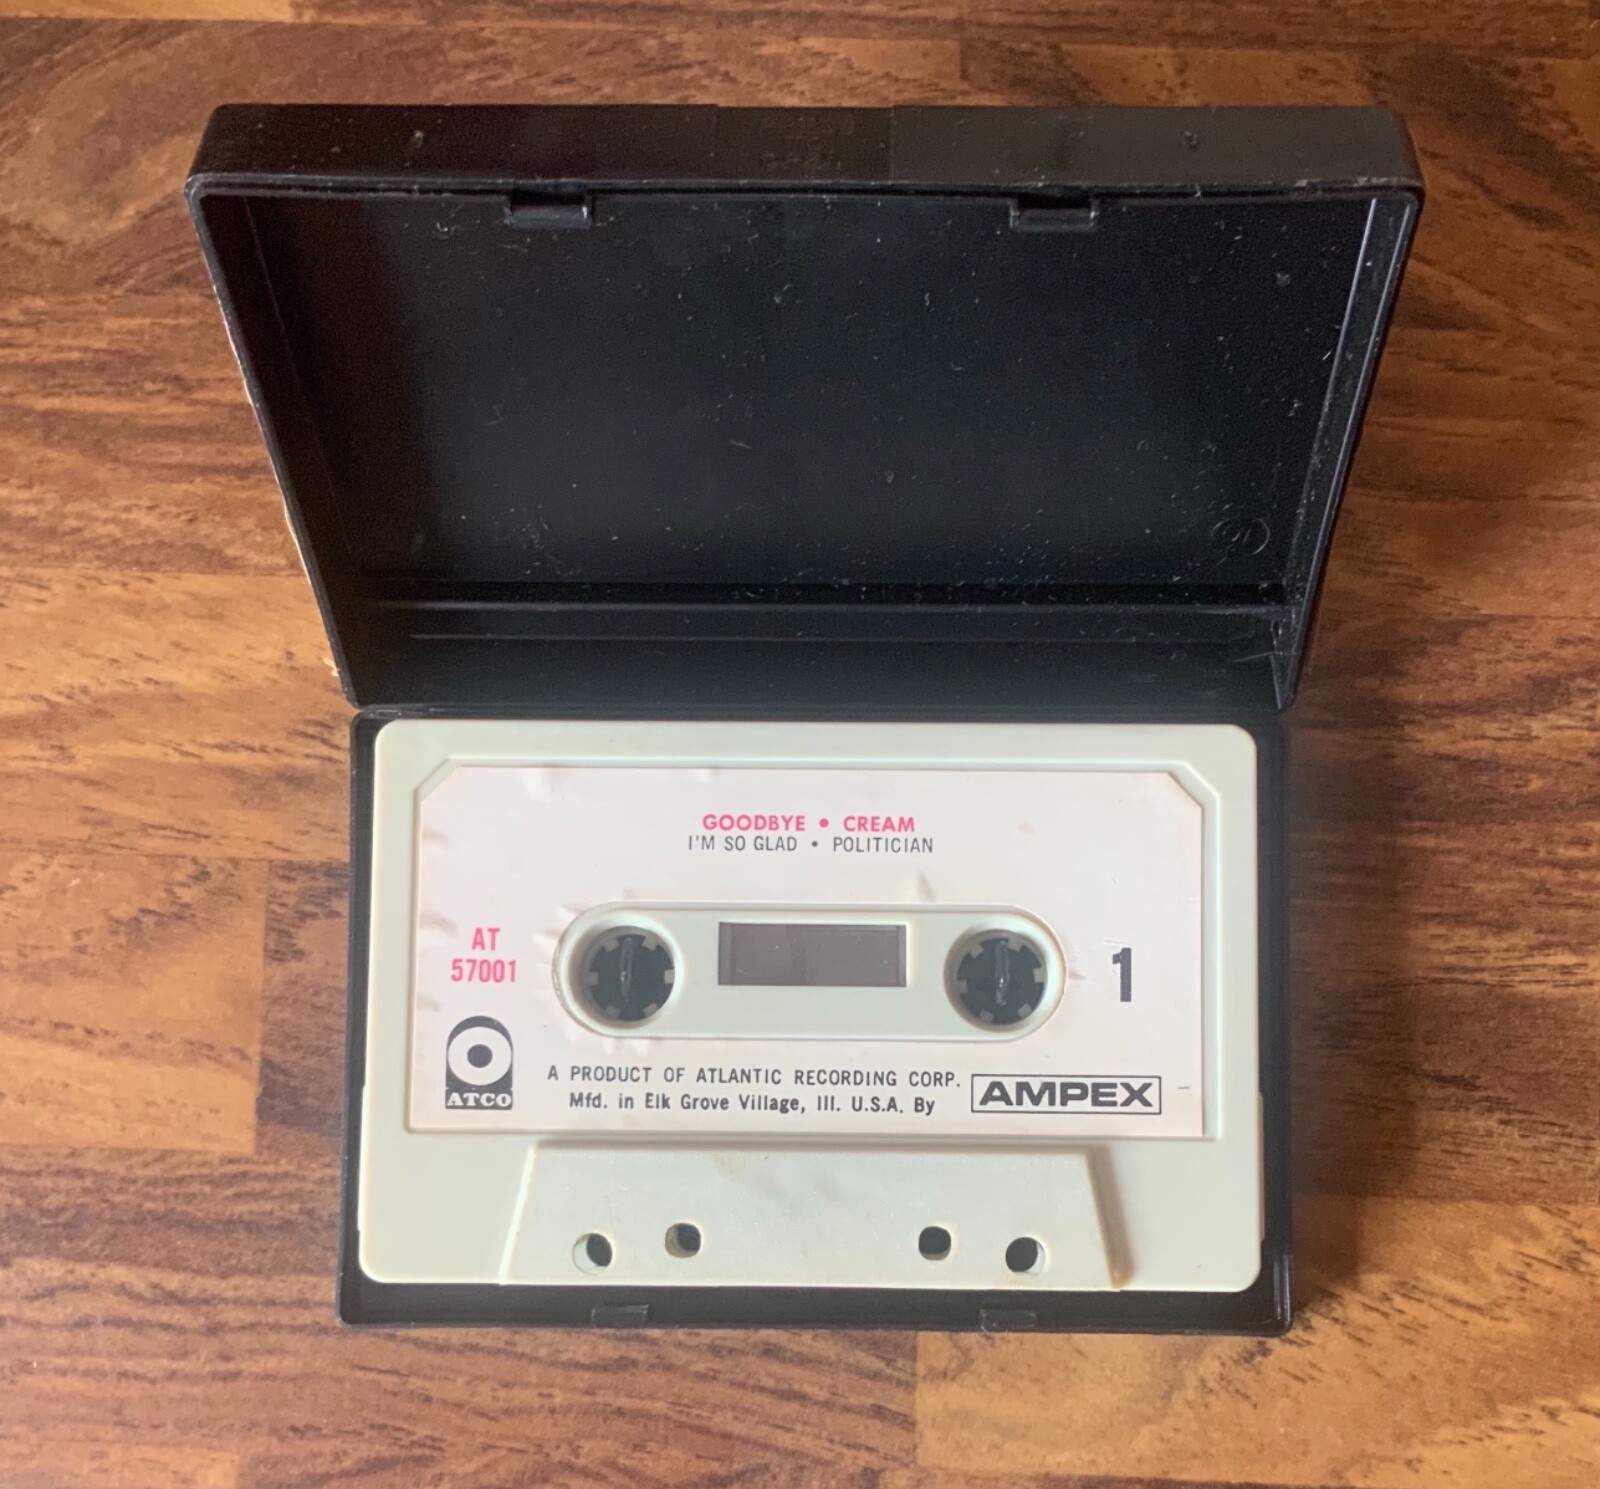 GOODBYE • CREAM
I'M SO GLAD • POLITICIAN
AT
57001
1
ATCO
A PRODUCT OF ATLANTIC RECORDING CORP.
Mfd. in Elk Grove Village, Ill. U.S.A. By
AMPEX